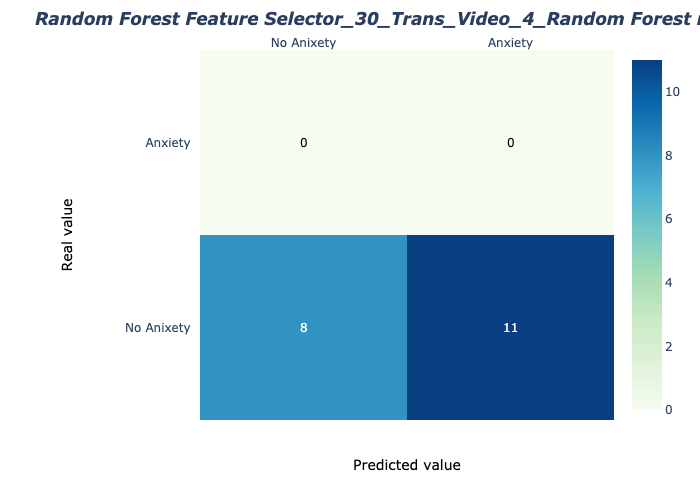 Random Forest Feature Selector_30_Trans_Video_4_Random Forest
No Anixety Anxiety
Anxiety 0 0
No Anixety 8 11
10
8
6
4
2
0
Real value
Predicted value